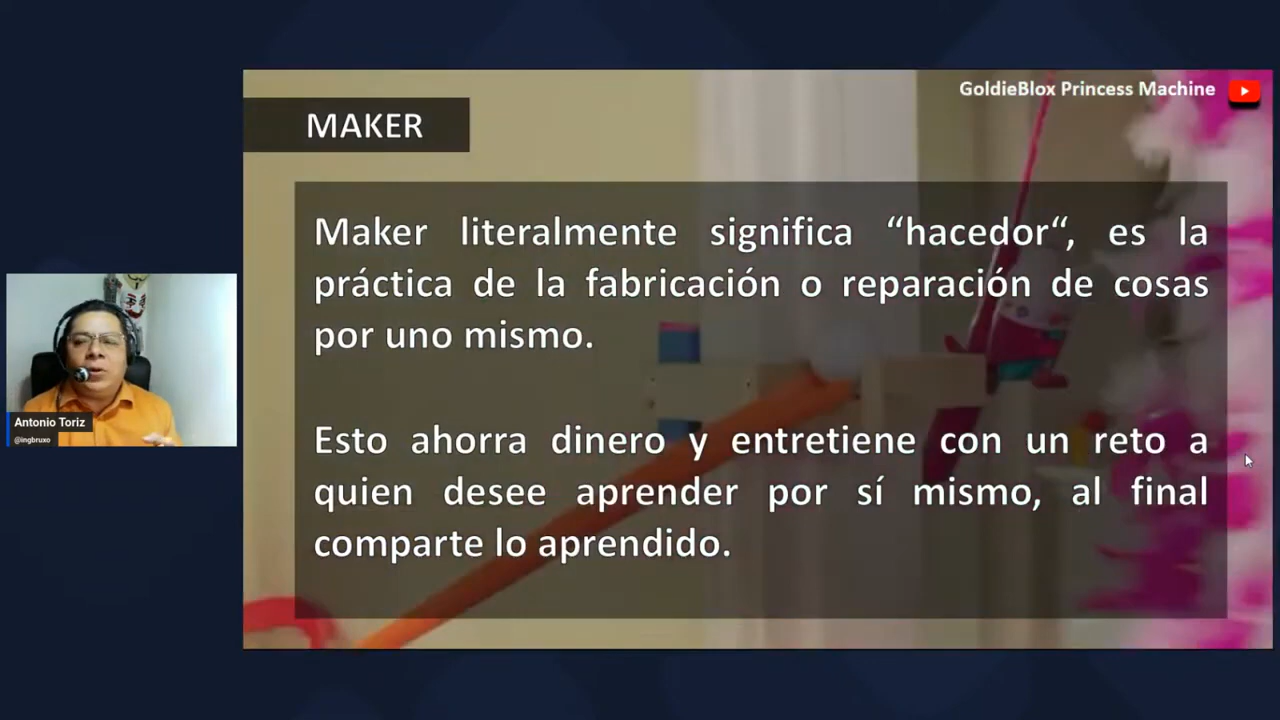 GoldieBlox Princess Machine
MAKER
Maker literalmente significa “hacedor“, es la
práctica de la fabricación o reparación de cosas
por uno mismo.
Esto ahorra dinero y entretiene con un reto a
quien desee aprender por sí mismo, al final
comparte lo aprendido.
Antonio Toriz
@ingbruxo